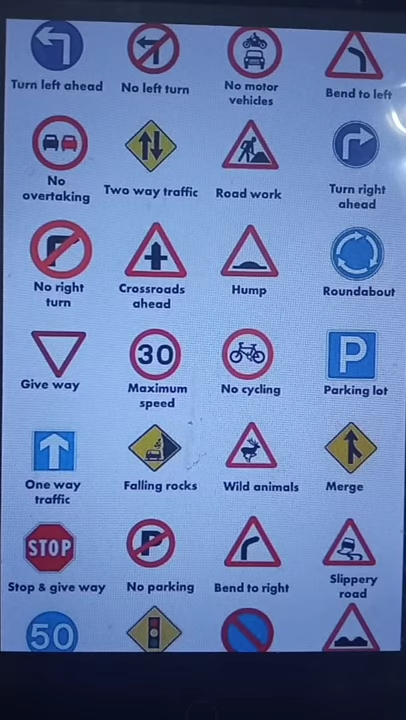 Turn left ahead
No left turn
No motor
vehicles
Bend to left
No
overtaking
Two way traffic
Road work
Turn right
ahead
No right
turn
Crossroads
ahead
Hump
Roundabout
30
P
Give way
Maximum
speed
No cycling
Parking lot
One way
traffic
Falling rocks
Wild animals
Merge
STOP
P
Stop & give way
No parking
Bend to right
Slippery
road
50